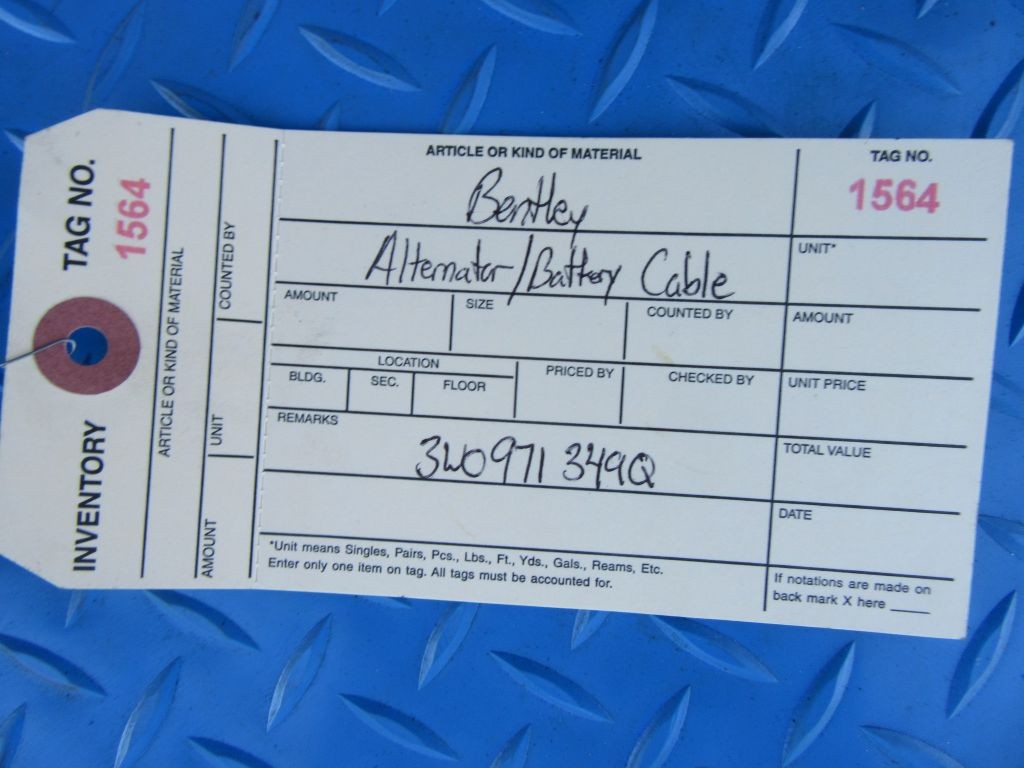 INVENTORY TAG NO.
1564
ARTICLE OR KIND OF MATERIAL
AMOUNT UNIT COUNTED BY
ARTICLE OR KIND OF MATERIAL
Bentley
Alternator/Battery Cable
TAG NO.
1564
UNIT*
AMOUNT SIZE COUNTED BY AMOUNT
LOCATION
BLDG. SEC. FLOOR PRICED BY CHECKED BY UNIT PRICE
REMARKS
3W0971349Q
TOTAL VALUE
DATE
*Unit means Singles, Pairs, Pcs., Lbs., Ft., Yds., Gals., Reams, Etc.
Enter only one item on tag. All tags must be accounted for.
If notations are made on
back mark X here _____